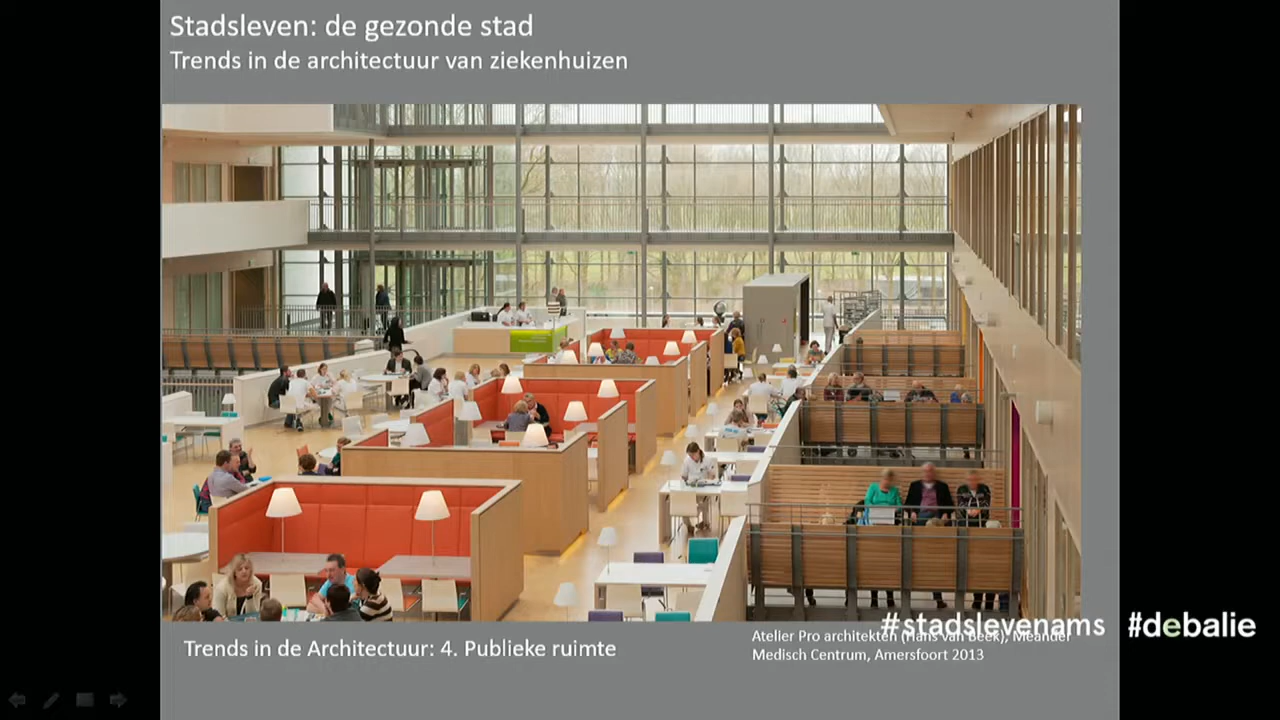 Stadsleven: de gezonde stad
Trends in de architectuur van ziekenhuizen
#stadslevenams #debalie
Trends in de Architectuur: 4. Publieke ruimte
Atelier Pro architekten (Hans van Beek), Meander
Medisch Centrum, Amersfoort 2013